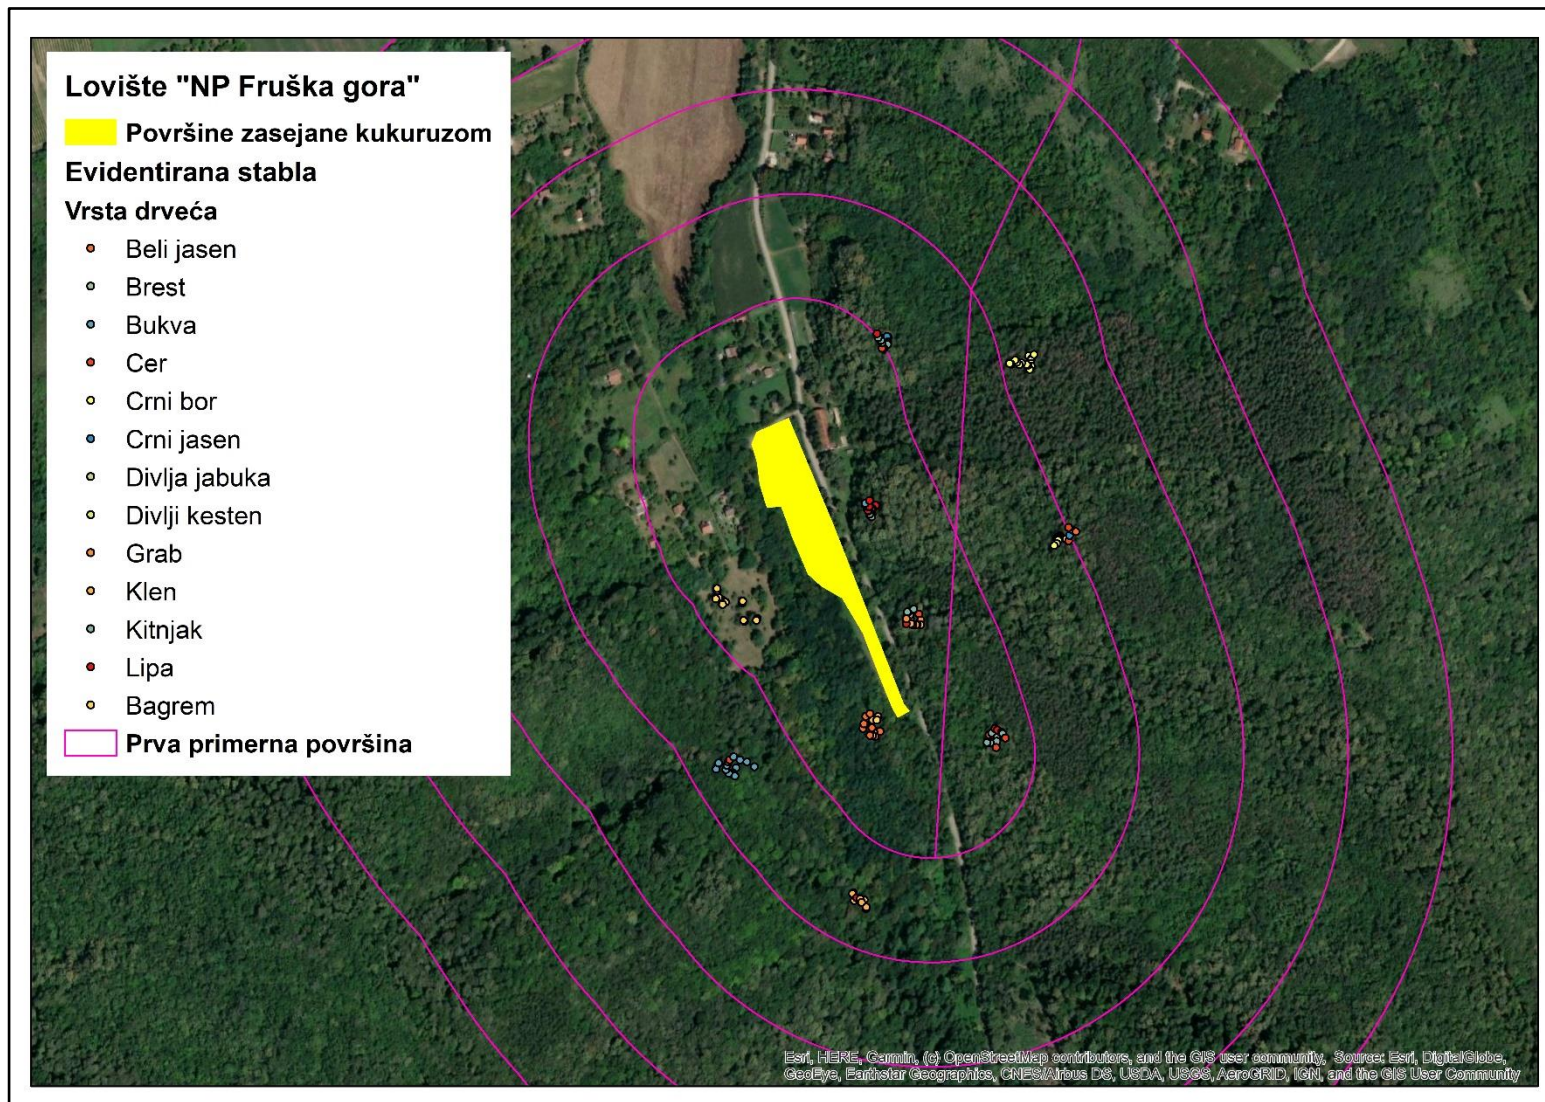 Lovište "NP Fruška gora"
Površine zasejane kukuruzom
Evidentirana stabla
Vrsta drveća
Beli jasen
Brest
Bukva
Cer
Crni bor
Crni jasen
Divlja jabuka
Divlji kesten
Grab
Klen
Kitnjak
Lipa
Bagrem
Prva primerna površina
Esri, HERE, Garmin, (c) OpenStreetMap contributors, and the GIS user community, Source: Esri, DigitalGlobe,
GeoEye, Earthstar Geographics, CNES/Airbus DS, USDA, USGS, AeroGRID, IGN, and the GIS User Community